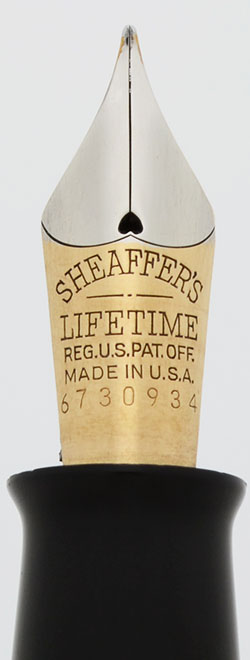 SHEAFFER'S
LIFETIME
REG.U.S.PAT.OFF.
MADE IN U.S.A.
6730934